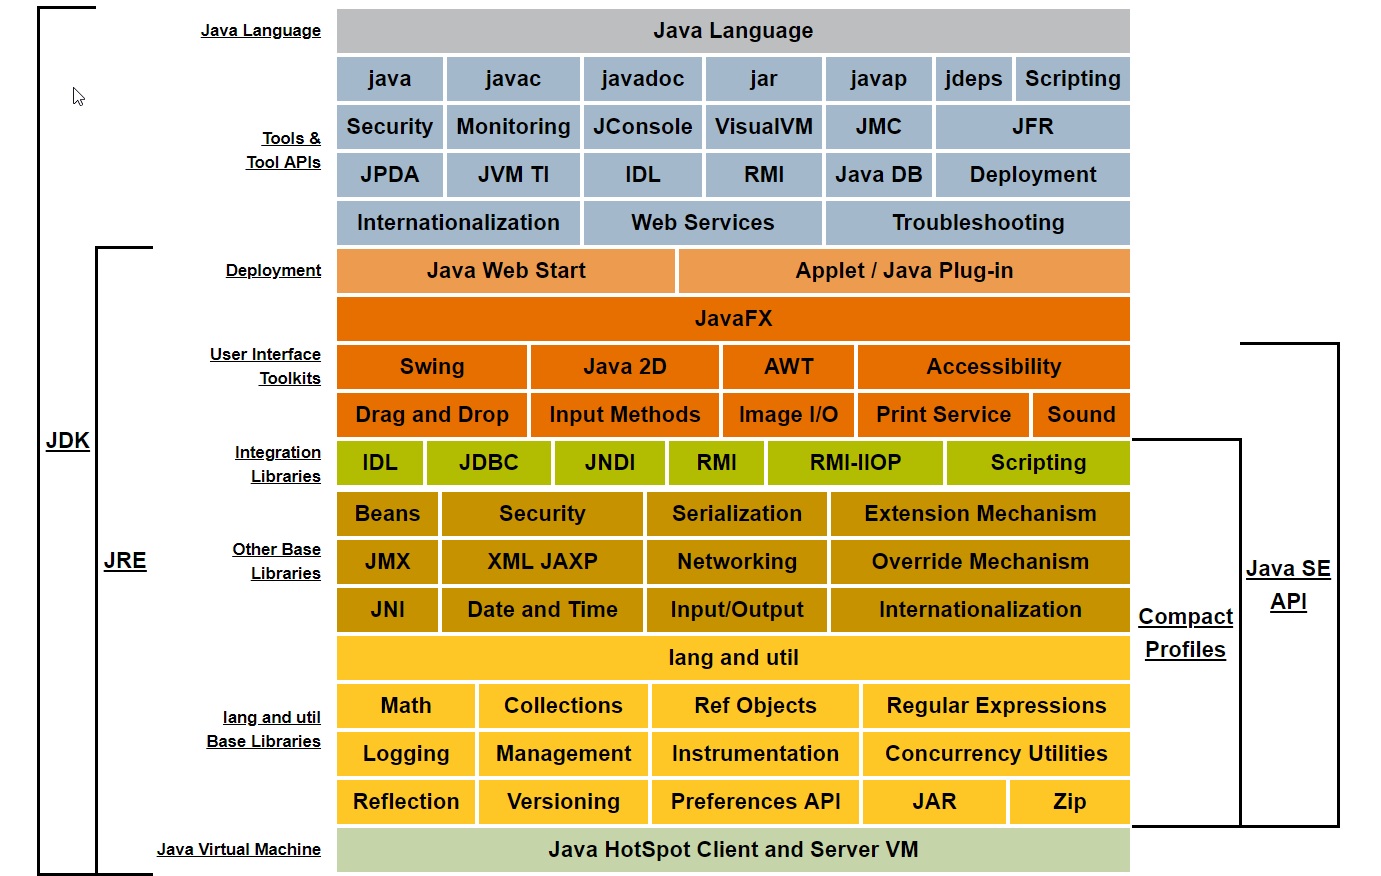 Java Language
Java Language
java javac javadoc jar javap jdeps Scripting
Tools &
Tool APIs
Security Monitoring JConsole VisualVM JMC JFR
JPDA JVM TI IDL RMI Java DB Deployment
Internationalization Web Services Troubleshooting
Deployment
Java Web Start Applet / Java Plug-in
JavaFX
User Interface
Toolkits
Swing Java 2D AWT Accessibility
Drag and Drop Input Methods Image I/O Print Service Sound
JDK
Integration
Libraries
IDL JDBC JNDI RMI RMI-IIOP Scripting
Beans Security Serialization Extension Mechanism
Other Base
Libraries
JRE
JMX XML JAXP Networking Override Mechanism
Java SE
API
JNI Date and Time Input/Output Internationalization
Compact
Profiles
lang and util
lang and util
Base Libraries
Math Collections Ref Objects Regular Expressions
Logging Management Instrumentation Concurrency Utilities
Reflection Versioning Preferences API JAR Zip
Java Virtual Machine
Java HotSpot Client and Server VM